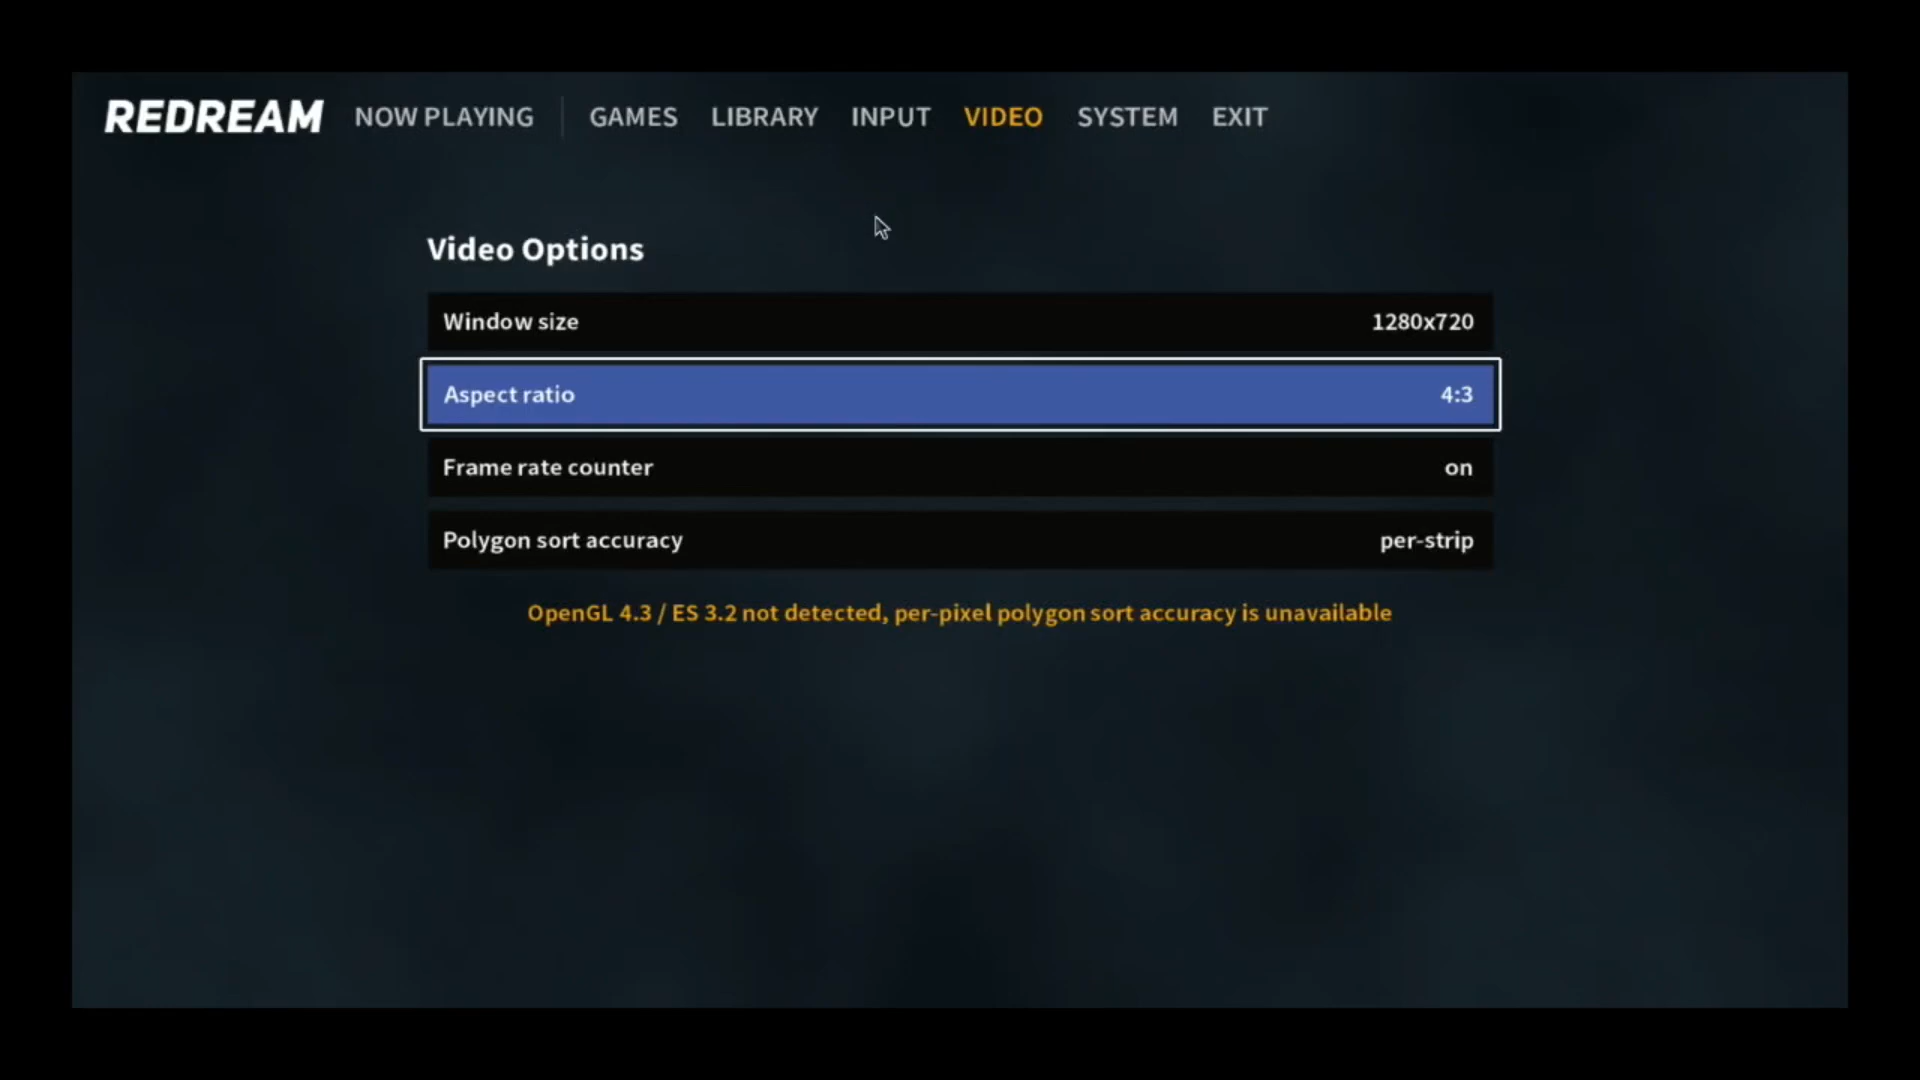 REDREAM NOW PLAYING GAMES LIBRARY INPUT VIDEO SYSTEM EXIT
Video Options
Window size 1280x720
Aspect ratio 4:3
Frame rate counter on
Polygon sort accuracy per-strip
OpenGL 4.3 / ES 3.2 not detected, per-pixel polygon sort accuracy is unavailable